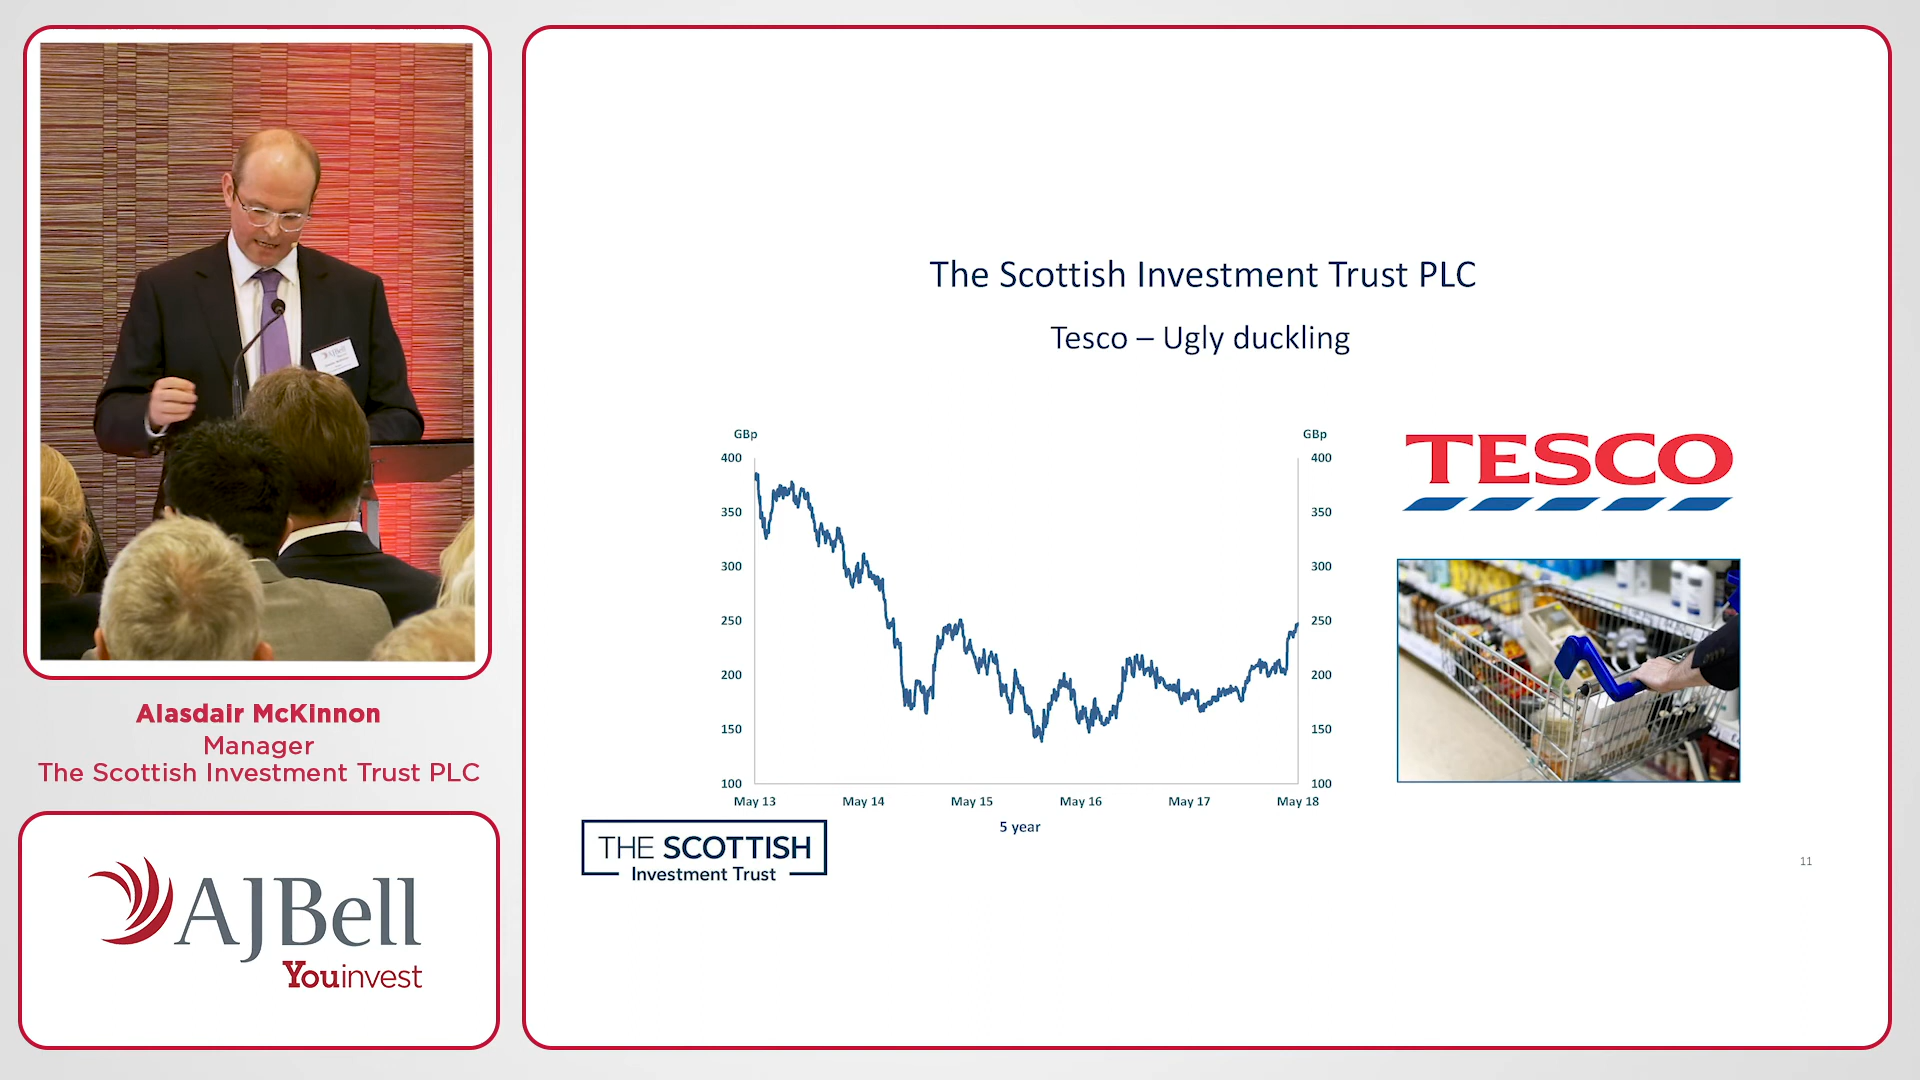 Alasdair McKinnon
Manager
The Scottish Investment Trust PLC
AJBell
Youinvest
The Scottish Investment Trust PLC
Tesco – Ugly duckling
GBp
GBp
400
400
350
350
300
300
250
250
200
200
150
150
100
100
May 13
May 14
May 15
May 16
May 17
May 18
5 year
TESCO
THE SCOTTISH
Investment Trust
11
AJBell